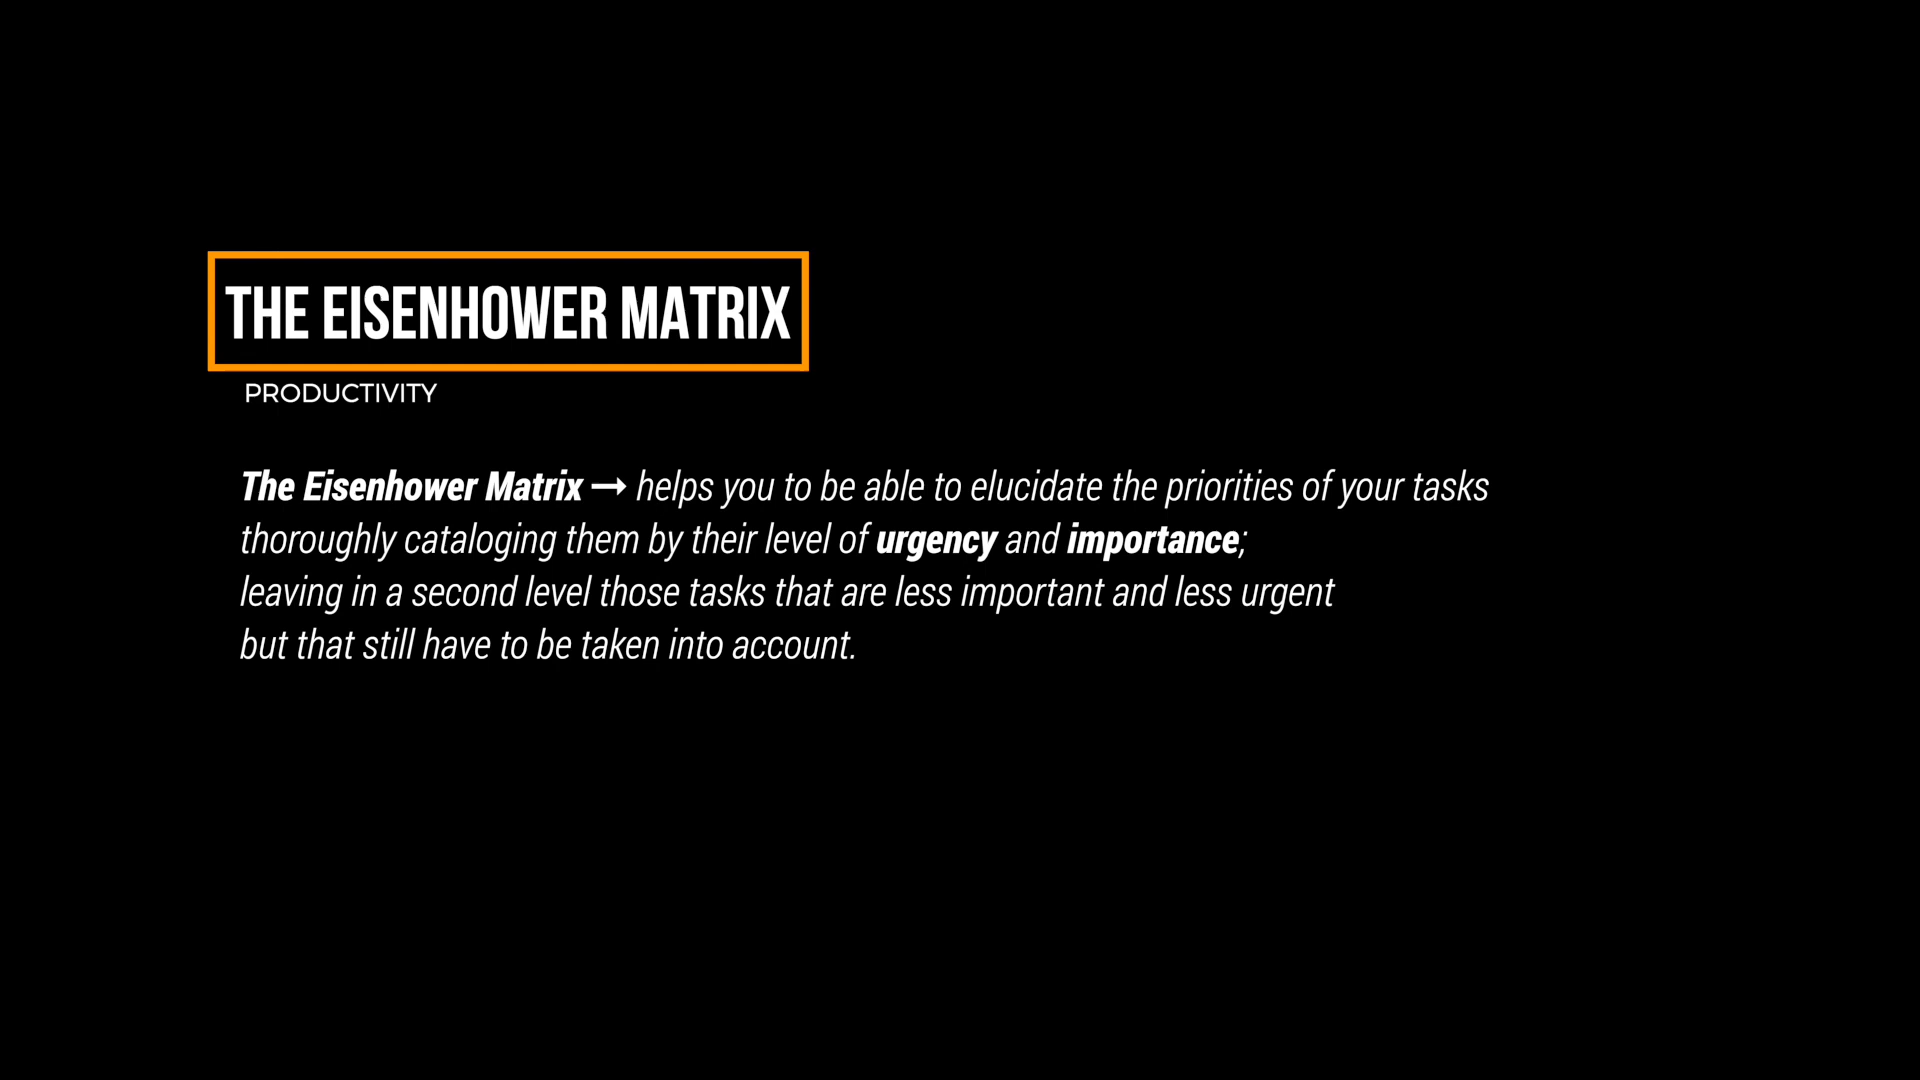 THE EISENHOWER MATRIX
PRODUCTIVITY
The Eisenhower Matrix → helps you to be able to elucidate the priorities of your tasks
thoroughly cataloging them by their level of urgency and importance;
leaving in a second level those tasks that are less important and less urgent
but that still have to be taken into account.